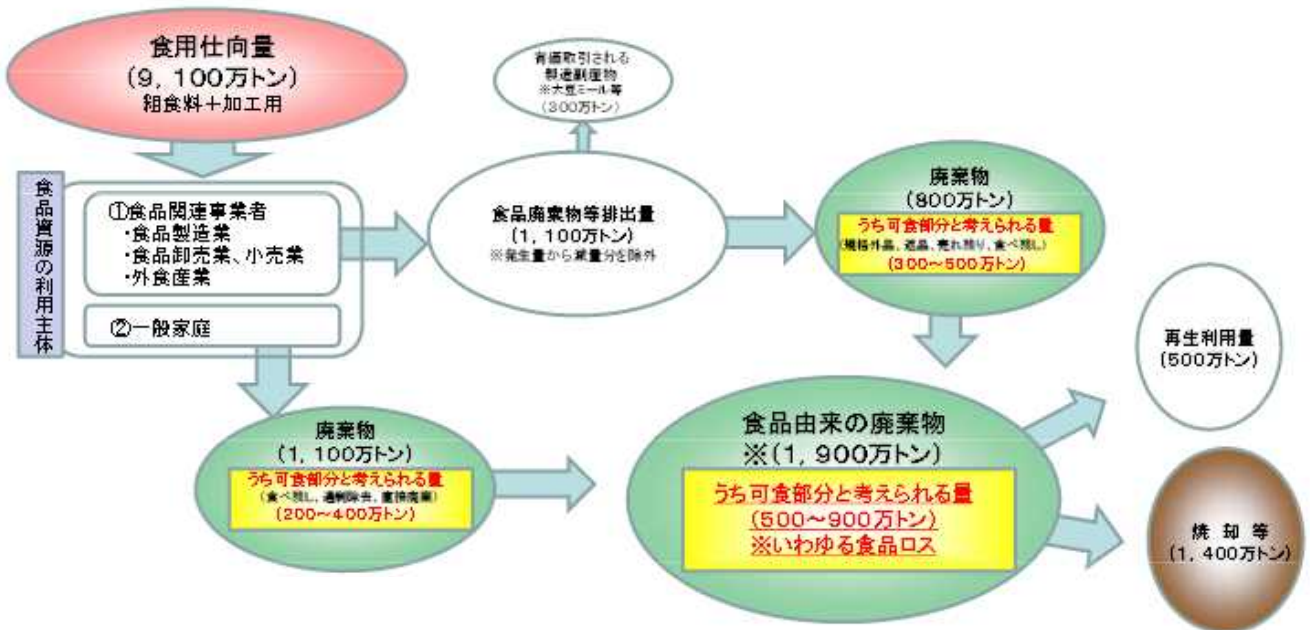 食用仕向量
(9,100万トン)
粗食料+加工用
有価取引される
製造副産物
※大豆ミール等
(300万トン)
食品資源の利用主体
①食品関連事業者
・食品製造業
・食品卸売業、小売業
・外食産業
②一般家庭
食品廃棄物等排出量
(1,100万トン)
※発生量から減量分を除外
廃棄物
(800万トン)
うち可食部分と考えられる量
(規格外品、返品、売れ残り、食べ残し)
(300~500万トン)
廃棄物
(1,100万トン)
うち可食部分と考えられる量
(食べ残し、過剰除去、直接廃棄)
(200~400万トン)
食品由来の廃棄物
※(1,900万トン)
うち可食部分と考えられる量
(500~900万トン)
※いわゆる食品ロス
再生利用量
(500万トン)
焼却等
(1,400万トン)